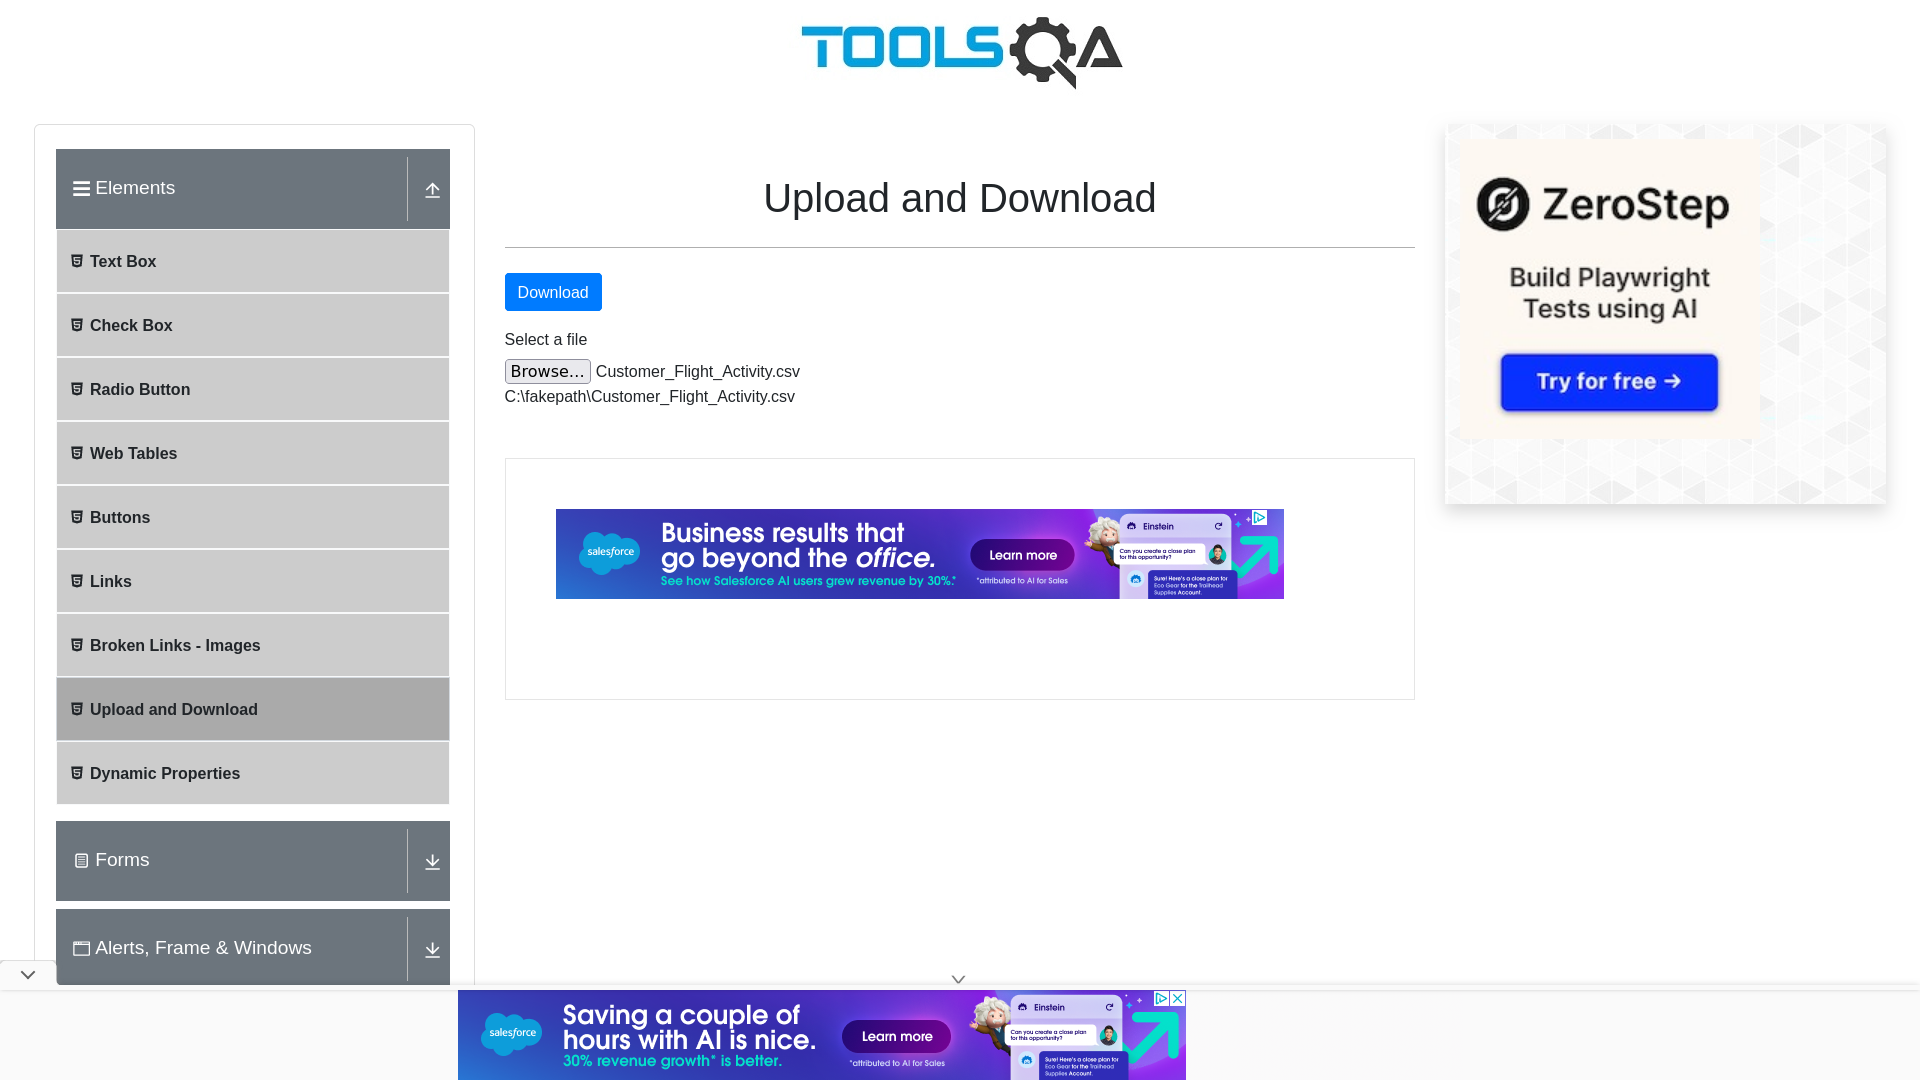 TOOLSQA
Elements
Text Box
Check Box
Radio Button
Web Tables
Buttons
Links
Broken Links - Images
Upload and Download
Dynamic Properties
Forms
Alerts, Frame & Windows
Upload and Download
Download
Select a file
Browse... Customer_Flight_Activity.csv
C:\fakepath\Customer_Flight_Activity.csv
salesforce
Business results that
go beyond the office.
See how Salesforce AI users grew revenue by 30%.*
Learn more
*attributed to AI for Sales
Einstein
Can you create a close plan
for this opportunity?
Sure! Here's a close plan for
Eco Gear for the Trailhead
Supplies Account.
ZeroStep
Build Playwright
Tests using AI
Try for free →
salesforce
Saving a couple of
hours with AI is nice.
30% revenue growth* is better.
Learn more
*attributed to AI for Sales
Einstein
Can you create a close plan
for this opportunity?
Sure! Here's a close plan for
Eco Gear for the Trailhead
Supplies Account.